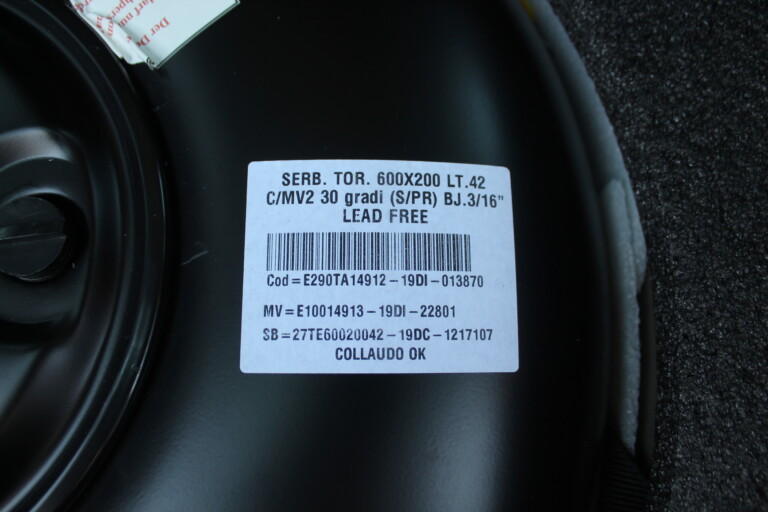 Der D
SERB. TOR. 600X200 LT.42
C/MV2 30 gradi (S/PR) BJ.3/16"
LEAD FREE
Cod=E290TA14912-19DI-013870
MV=E10014913-19DI-22801
SB=27TE60020042-19DC-1217107
COLLAUDO OK